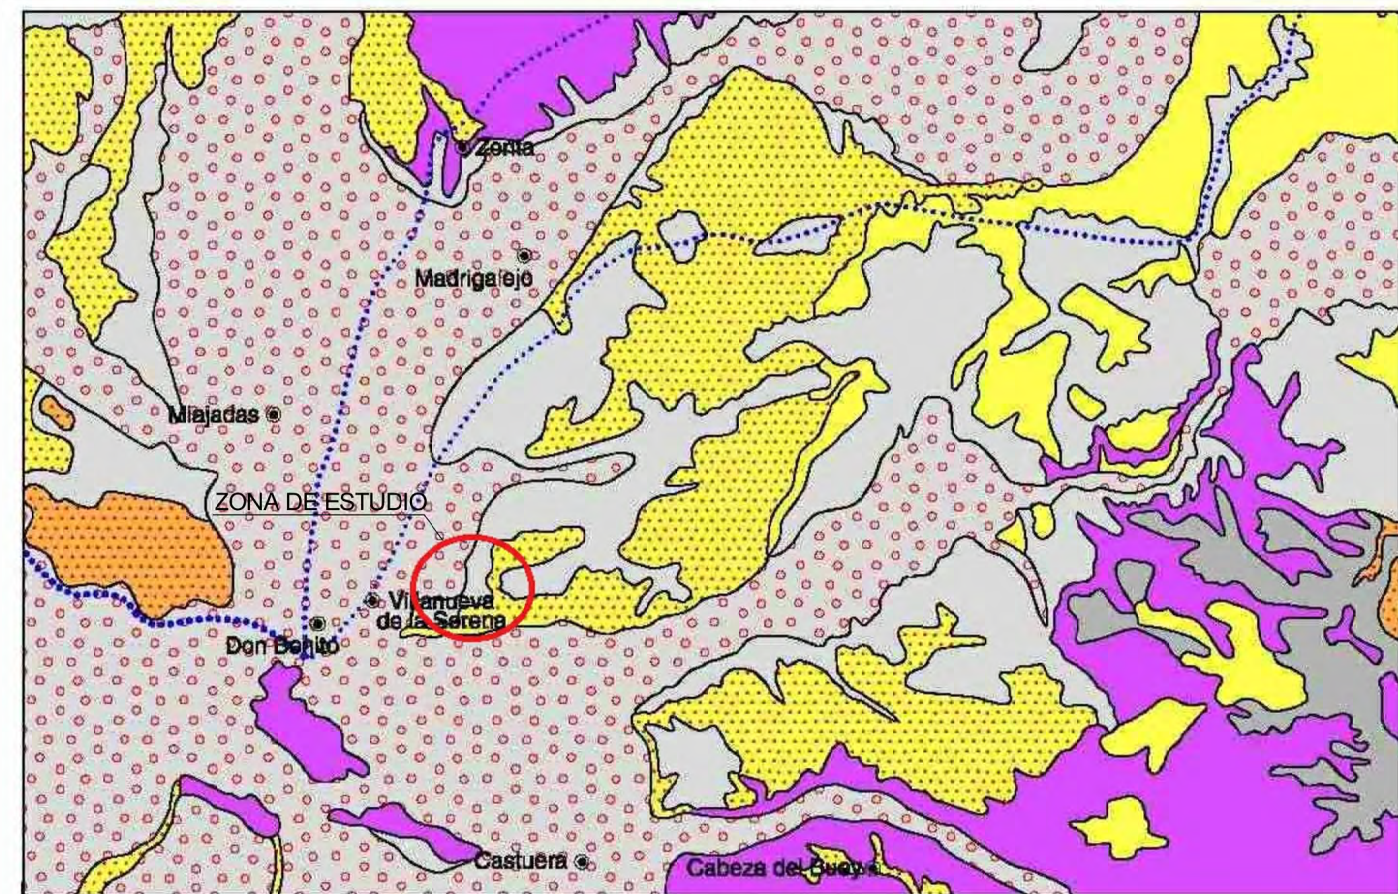 Zorita
Madrigalejo
Miajadas
ZONA DE ESTUDIO
Villanueva
de la Serena
Don Benito
Castuera
Cabeza del Buey